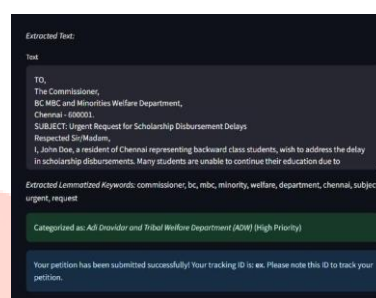 Extracted Text:
Text
TO,
The Commissioner,
BC MBC and Minorities Welfare Department,
Chennai - 600001.
SUBJECT: Urgent Request for Scholarship Disbursement Delays
Respected Sir/Madam,
I, John Doe, a resident of Chennai representing backward class students, wish to address the delay
in scholarship disbursements. Many students are unable to continue their education due to
Extracted Lemmatized Keywords: commissioner, bc, mbc, minority, welfare, department, chennai, subject
urgent, request
Categorized as: Adi Dravidar and Tribal Welfare Department (ADW) (High Priority)
Your petition has been submitted successfully! Your tracking ID is: ex. Please note this ID to track your
petition.